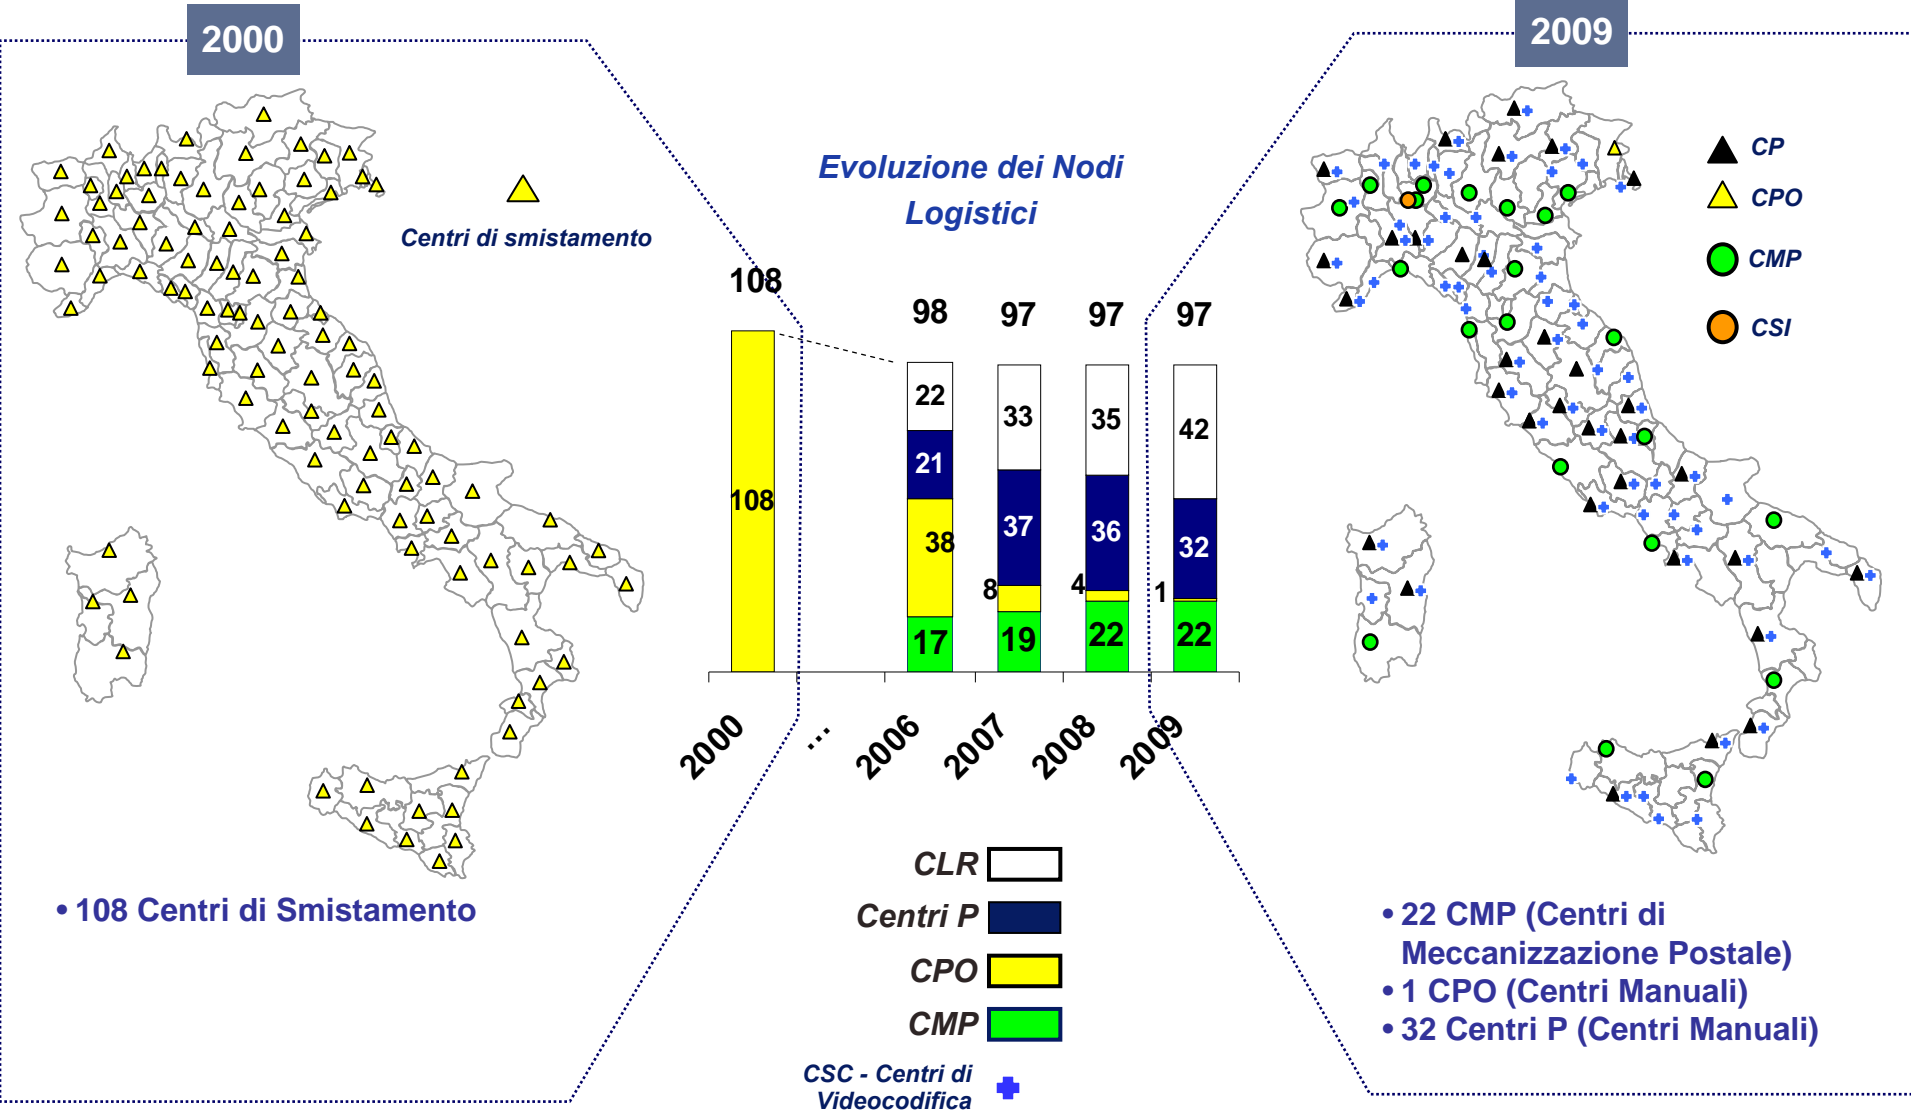 2000
Centri di smistamento
• 108 Centri di Smistamento
Evoluzione dei Nodi
Logistici
108
98
97
97
97
108
22
21
38
17
33
37
8
19
35
36
4
22
42
32
1
22
2000
...
2006
2007
2008
2009
CLR
Centri P
CPO
CMP
CSC - Centri di
Videocodifica
2009
CP
CPO
CMP
CSI
• 22 CMP (Centri di
Meccanizzazione Postale)
• 1 CPO (Centri Manuali)
• 32 Centri P (Centri Manuali)